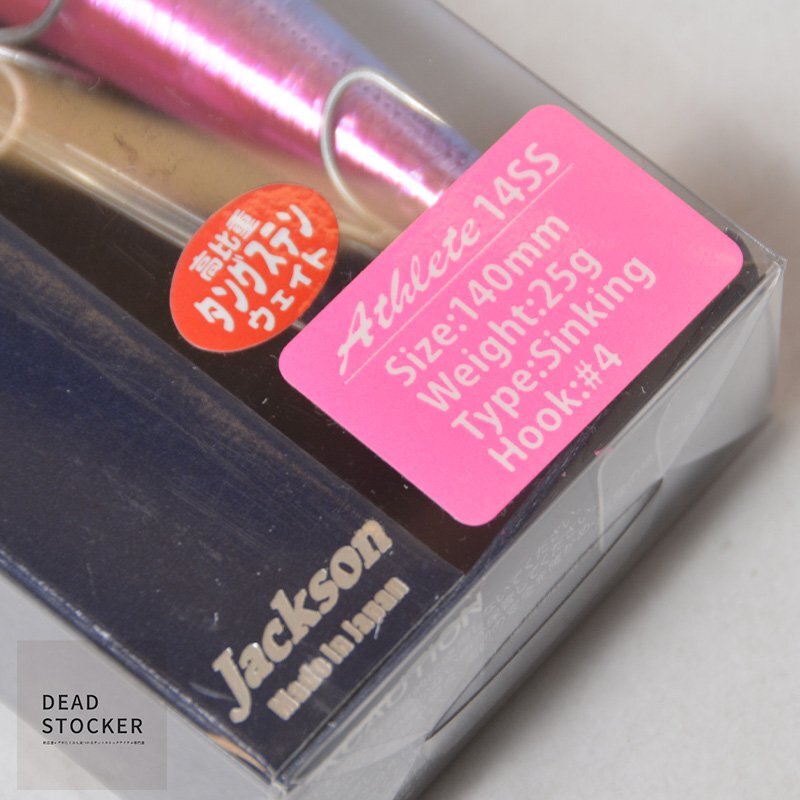 高比重
タングステン
ウェイト
Athlete 14SS
Size:140mm
Weight:25g
Type:Sinking
Hook:#4
Jackson
Made in Japan
CAUTION
DEAD
STOCKER